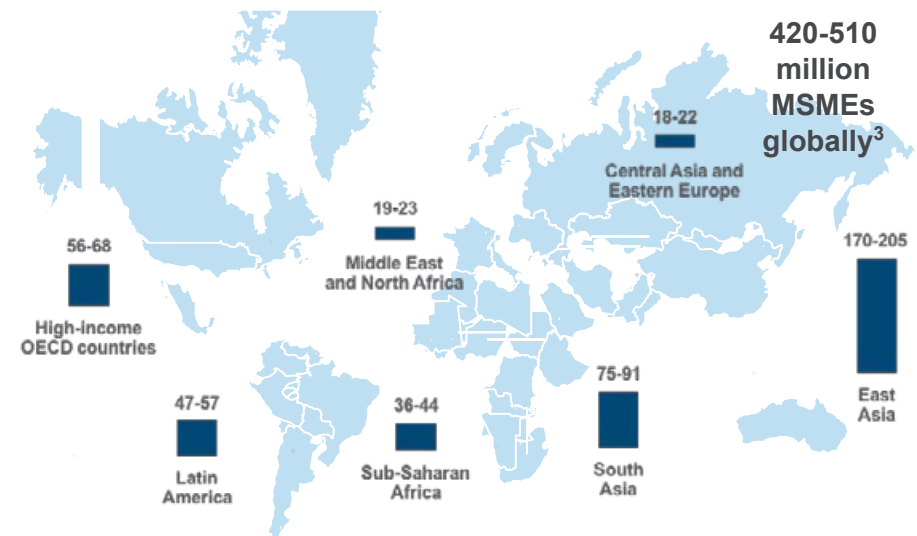 420-510
million
MSMEs
globally3
18-22
Central Asia and
Eastern Europe
19-23
Middle East
and North Africa
56-68
High-income
OECD countries
170-205
East
Asia
75-91
South
Asia
47-57
Latin
America
36-44
Sub-Saharan
Africa